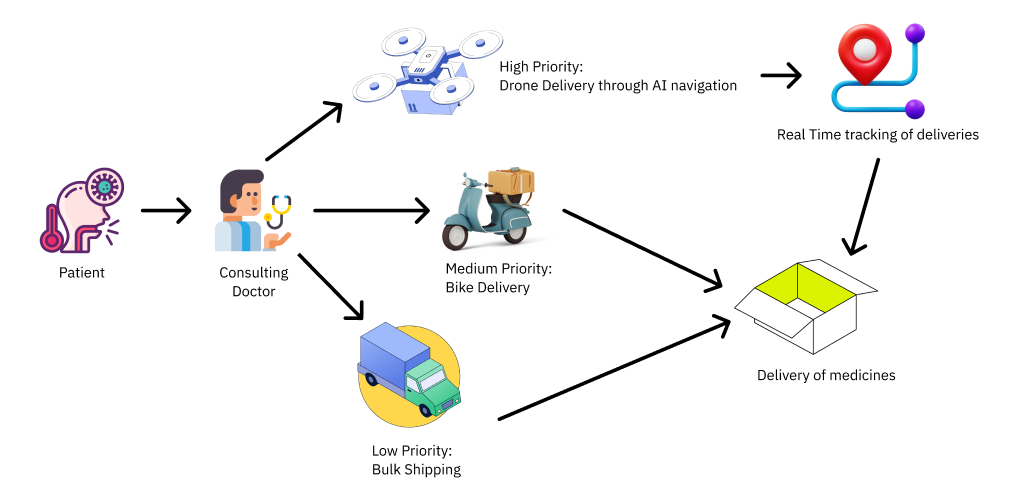 High Priority:
Drone Delivery through AI navigation
Real Time tracking of deliveries
Patient
Consulting
Doctor
Medium Priority:
Bike Delivery
Delivery of medicines
Low Priority:
Bulk Shipping